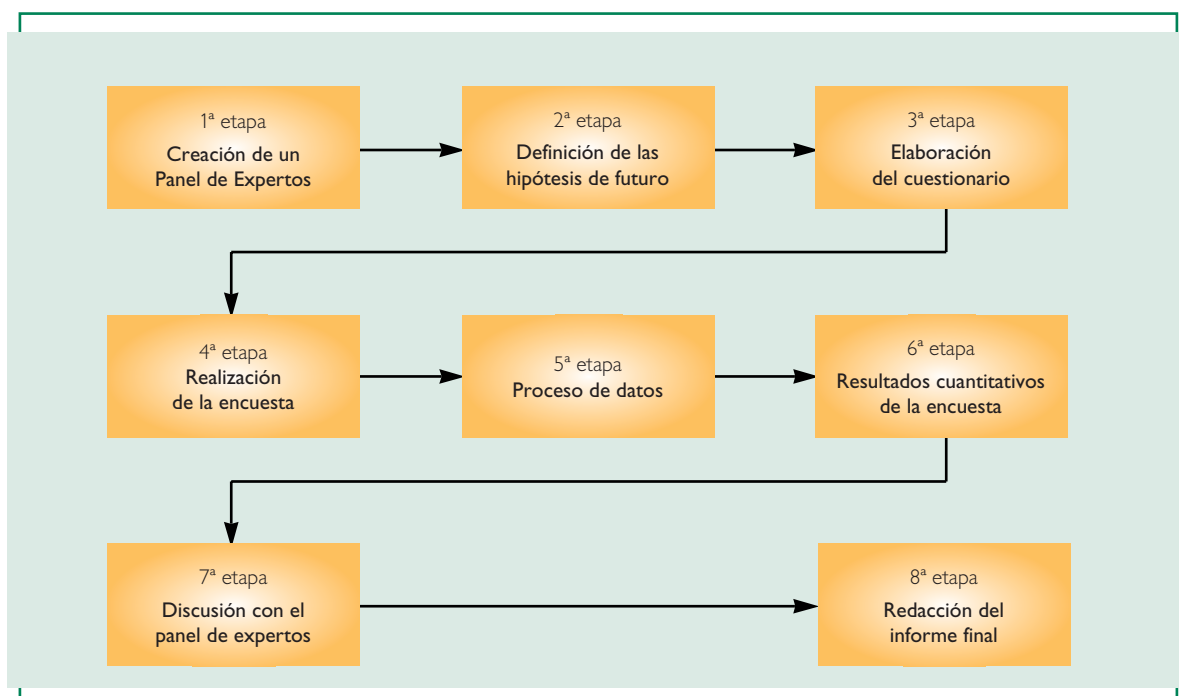 1ª etapa
Creación de un
Panel de Expertos
2ª etapa
Definición de las
hipótesis de futuro
3ª etapa
Elaboración
del cuestionario
4ª etapa
Realización
de la encuesta
5ª etapa
Proceso de datos
6ª etapa
Resultados cuantitativos
de la encuesta
7ª etapa
Discusión con el
panel de expertos
8ª etapa
Redacción del
informe final